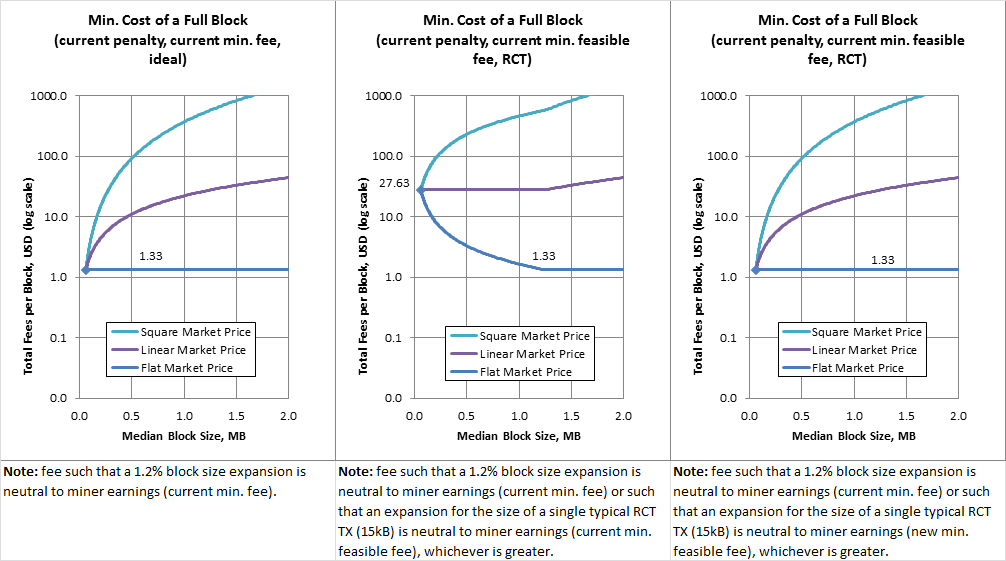 Min. Cost of a Full Block
(current penalty, current min. fee,
ideal)
1000.0
100.0
10.0
1.0
0.1
0.0
Total Fees per Block, USD (log scale)
1.33
Square Market Price
Linear Market Price
Flat Market Price
0.0 0.5 1.0 1.5 2.0
Median Block Size, MB
Note: fee such that a 1.2% block size expansion is
neutral to miner earnings (current min. fee).
Min. Cost of a Full Block
(current penalty, current min. feasible
fee, RCT)
1000.0
100.0
27.63
10.0
1.0
0.1
0.0
Total Fees per Block, USD (log scale)
1.33
Square Market Price
Linear Market Price
Flat Market Price
0.0 0.5 1.0 1.5 2.0
Median Block Size, MB
Note: fee such that a 1.2% block size expansion is
neutral to miner earnings (current min. fee) or such
that an expansion for the size of a single typical RCT
TX (15kB) is neutral to miner earnings (current min.
feasible fee), whichever is greater.
Min. Cost of a Full Block
(current penalty, current min. feasible
fee, RCT)
1000.0
100.0
10.0
1.0
0.1
0.0
Total Fees per Block, USD (log scale)
1.33
Square Market Price
Linear Market Price
Flat Market Price
0.0 0.5 1.0 1.5 2.0
Median Block Size, MB
Note: fee such that a 1.2% block size expansion is
neutral to miner earnings (current min. fee) or such
that an expansion for the size of a single typical RCT
TX (15kB) is neutral to miner earnings (new min.
feasible fee), whichever is greater.